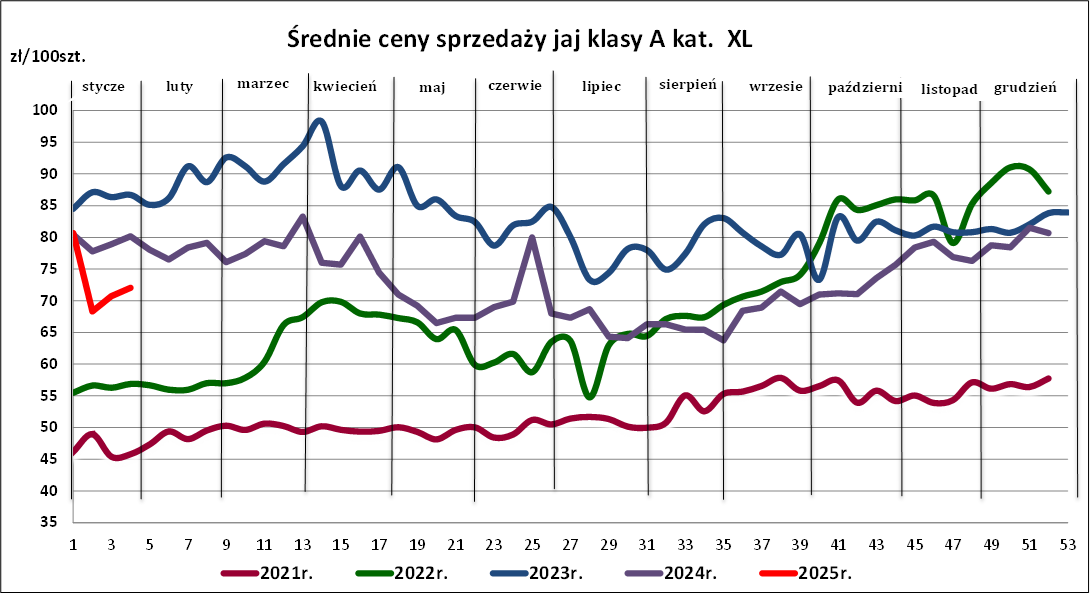 Średnie ceny sprzedaży jaj klasy A kat. XL
zł/100szt.
stycze luty marzec kwiecień maj czerwie lipiec sierpień wrzesie październi listopad grudzień
100
95
90
85
80
75
70
65
60
55
50
45
40
35
1 3 5 7 9 11 13 15 17 19 21 23 25 27 29 31 33 35 37 39 41 43 45 47 49 51 53
2021r. 2022r. 2023r. 2024r. 2025r.